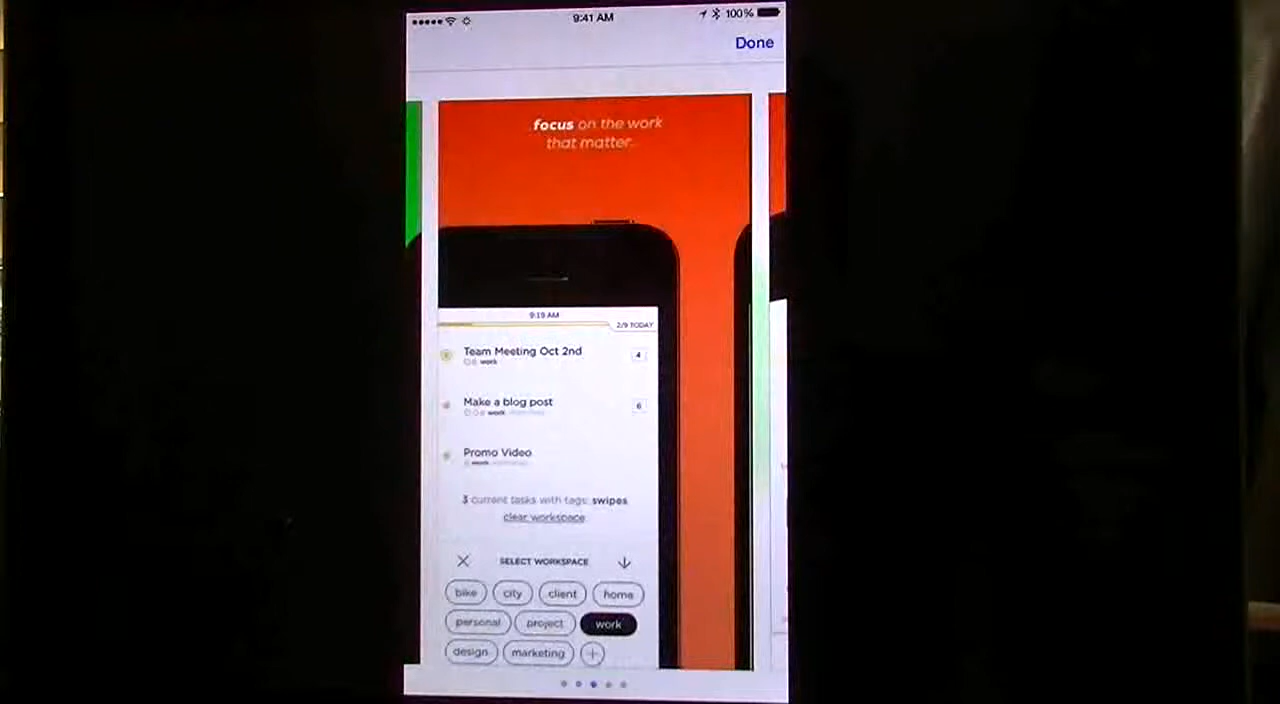 9:41 AM
100%
Done
focus on the work
that matter.
9:19 AM
2/9 TODAY
Team Meeting Oct 2nd
4
work
Make a blog post
6
work
Promo Video
work
3 current tasks with tags: swipes
clear workspace
SELECT WORKSPACE
bike city client home
personal project work
design marketing